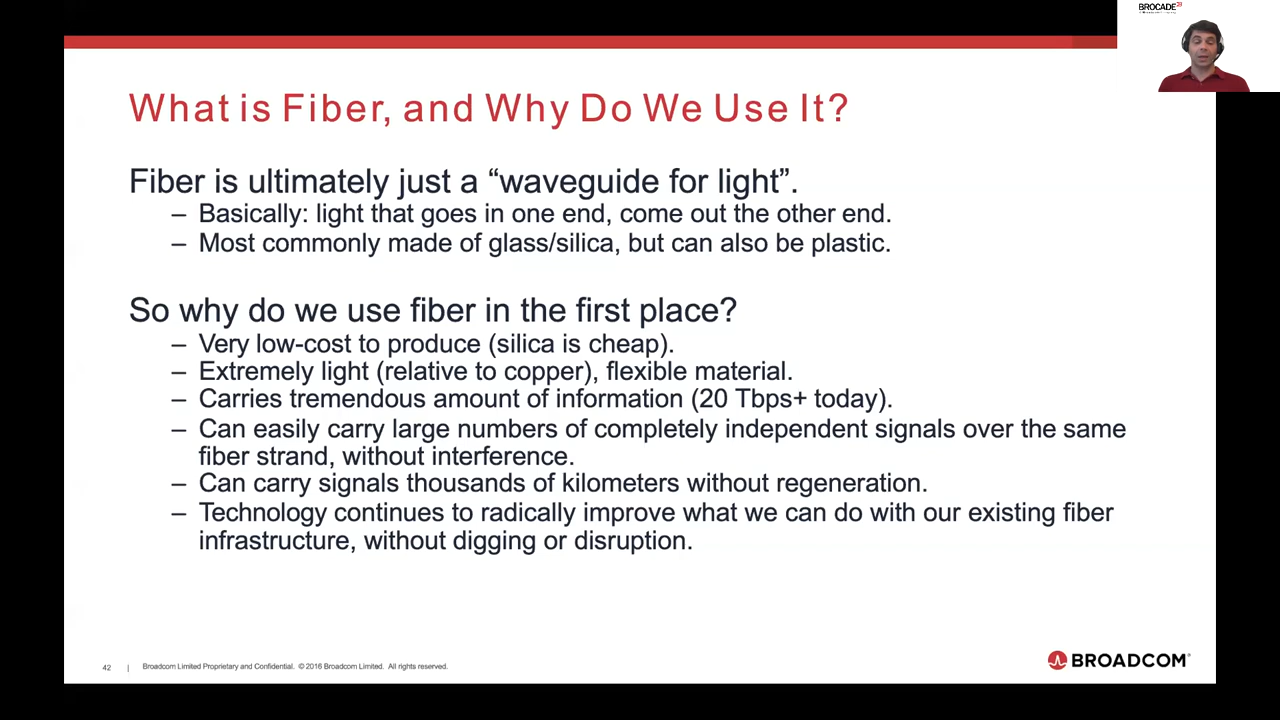 BROCADE
What is Fiber, and Why Do We Use It?
Fiber is ultimately just a “waveguide for light”.
– Basically: light that goes in one end, come out the other end.
– Most commonly made of glass/silica, but can also be plastic.
So why do we use fiber in the first place?
– Very low-cost to produce (silica is cheap).
– Extremely light (relative to copper), flexible material.
– Carries tremendous amount of information (20 Tbps+ today).
– Can easily carry large numbers of completely independent signals over the same
fiber strand, without interference.
– Can carry signals thousands of kilometers without regeneration.
– Technology continues to radically improve what we can do with our existing fiber
infrastructure, without digging or disruption.
42 | Broadcom Limited Proprietary and Confidential. © 2016 Broadcom Limited. All rights reserved.
BROADCOM®